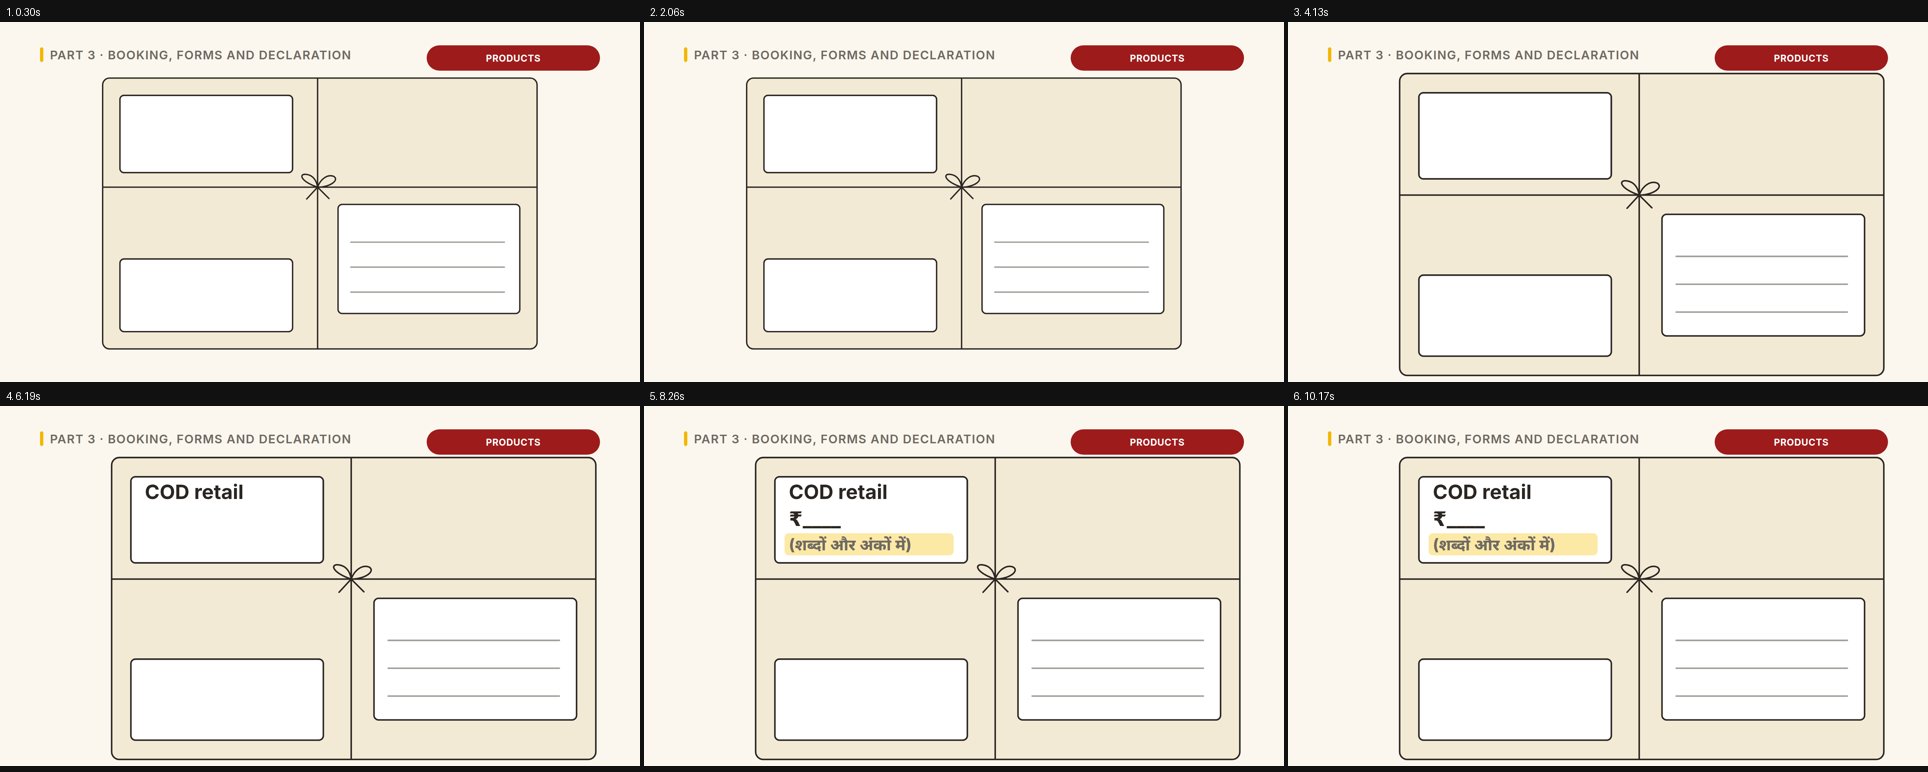 1. 0.30s
2. 2.06s
3. 4.13s
PART 3 · BOOKING, FORMS AND DECLARATION
PRODUCTS
PART 3 · BOOKING, FORMS AND DECLARATION
PRODUCTS
PART 3 · BOOKING, FORMS AND DECLARATION
PRODUCTS
4. 6.19s
5. 8.26s
6. 10.17s
PART 3 · BOOKING, FORMS AND DECLARATION
PRODUCTS
COD retail
PART 3 · BOOKING, FORMS AND DECLARATION
PRODUCTS
COD retail
₹____
(शब्दों और अंकों में)
PART 3 · BOOKING, FORMS AND DECLARATION
PRODUCTS
COD retail
₹____
(शब्दों और अंकों में)